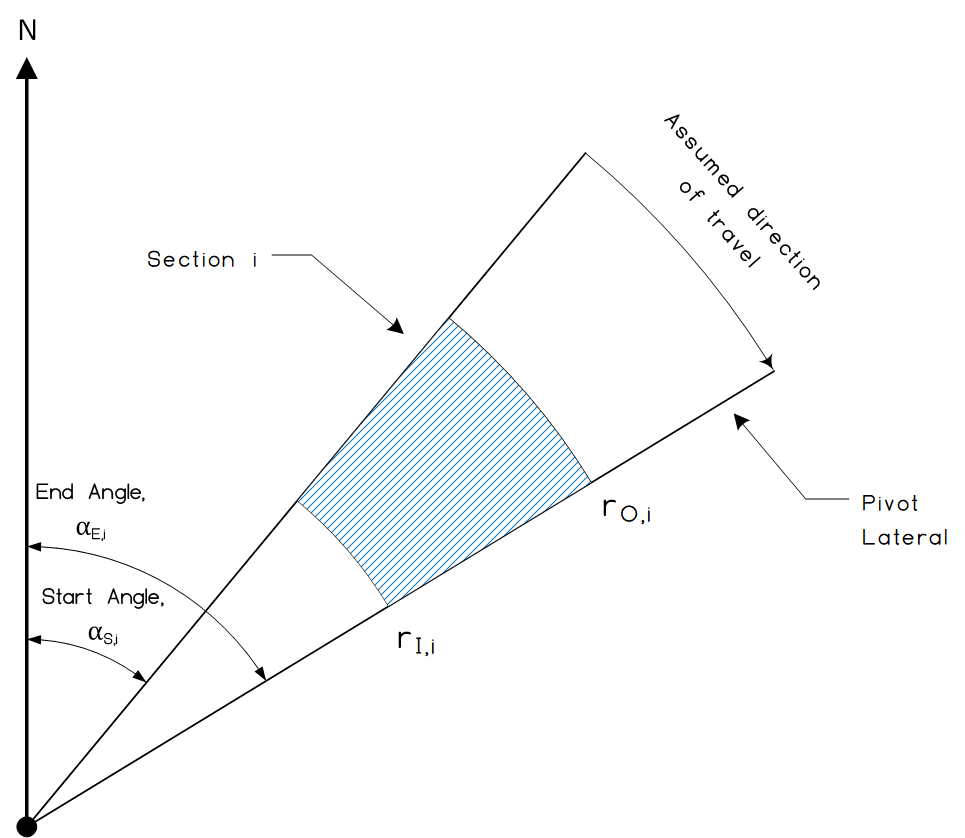 N
Assumed direction
of travel
Section i
End Angle,
αE,i
Start Angle,
αS,i
rO,i
rI,i
Pivot
Lateral